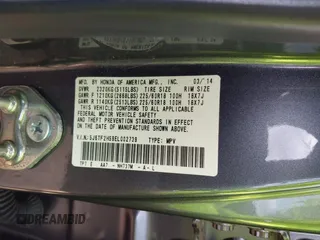 MFD. BY HONDA OF AMERICA MFG., INC. 03/14
GVWR 2320KG(5115LBS) TIRE SIZE RIM SIZE
GAWR F 1210KG(2668LBS) 225/60R18 100H 18X7J
GAWR R 1140KG(2513LBS) 225/60R18 100H 18X7J
THIS VEHICLE CONFORMS TO ALL APPLICABLE
FEDERAL MOTOR VEHICLE SAFETY AND
THEFT PREVENTION STANDARDS IN EFFECT ON THE
DATE OF MANUFACTURE SHOWN ABOVE.
V.I.N.: TYPE: MPV
NH737M - A - L
DREAMBID